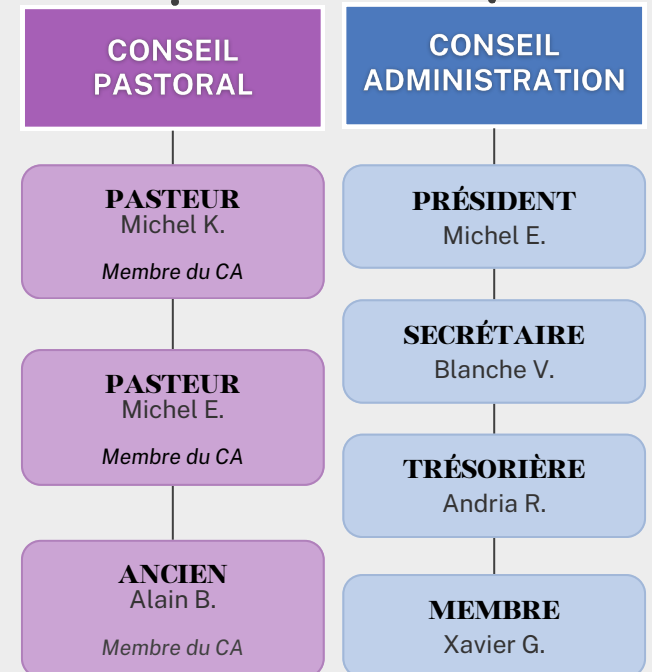 CONSEIL
PASTORAL
PASTEUR
Michel K.
Membre du CA
PASTEUR
Michel E.
Membre du CA
ANCIEN
Alain B.
Membre du CA
CONSEIL
ADMINISTRATION
PRÉSIDENT
Michel E.
SECRÉTAIRE
Blanche V.
TRÉSORIÈRE
Andria R.
MEMBRE
Xavier G.